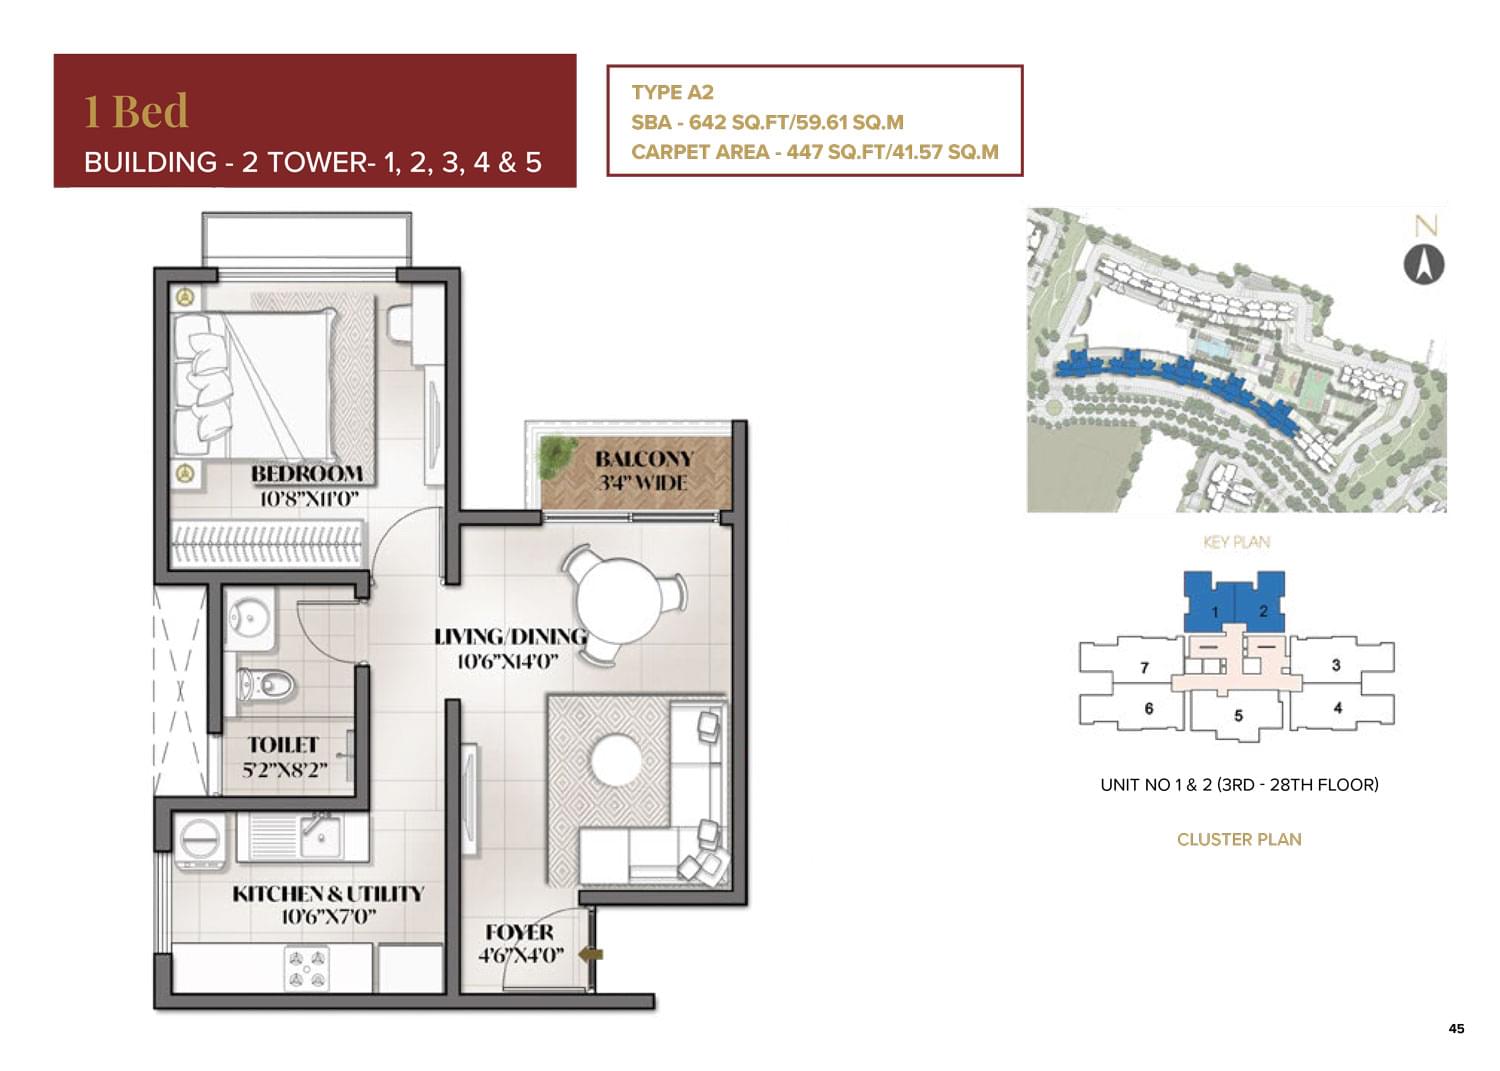 1 Bed
BUILDING - 2 TOWER- 1, 2, 3, 4 & 5
TYPE A2
SBA - 642 SQ.FT/59.61 SQ.M
CARPET AREA - 447 SQ.FT/41.57 SQ.M
N
BEDROOM
10'8"X11'0"
BALCONY
3'4" WIDE
LIVING/DINING
10'6"X14'0"
TOILET
5'2"X8'2"
KITCHEN & UTILITY
10'6"X7'0"
FOYER
4'6"X4'0"
KEY PLAN
1
2
7
3
6
5
4
UNIT NO 1 & 2 (3RD - 28TH FLOOR)
CLUSTER PLAN
45